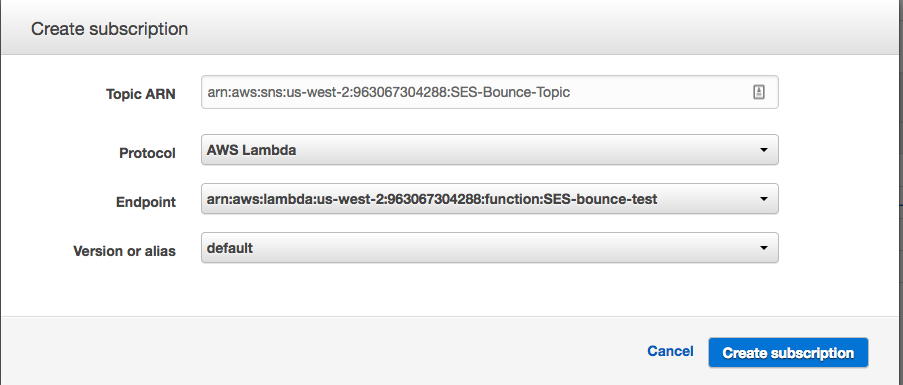 Create subscription
Topic ARN arn:aws:sns:us-west-2:963067304288:SES-Bounce-Topic
Protocol AWS Lambda
Endpoint arn:aws:lambda:us-west-2:963067304288:function:SES-bounce-test
Version or alias default
Cancel Create subscription